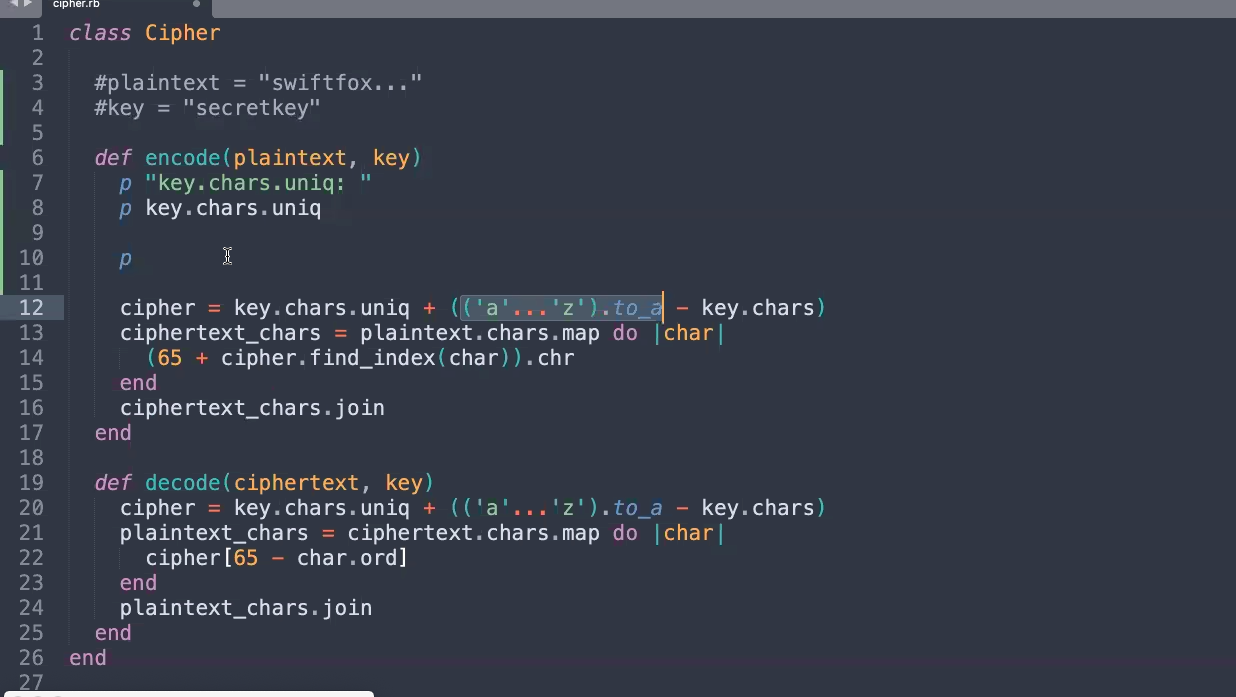 cipher.rb
1 class Cipher
2
3 #plaintext = "swiftfox..."
4 #key = "secretkey"
5
6 def encode(plaintext, key)
7 p "key.chars.uniq: "
8 p key.chars.uniq
9
10 p
11
12 cipher = key.chars.uniq + (('a'...'z').to_a - key.chars)
13 ciphertext_chars = plaintext.chars.map do |char|
14 (65 + cipher.find_index(char)).chr
15 end
16 ciphertext_chars.join
17 end
18
19 def decode(ciphertext, key)
20 cipher = key.chars.uniq + (('a'...'z').to_a - key.chars)
21 plaintext_chars = ciphertext.chars.map do |char|
22 cipher[65 - char.ord]
23 end
24 plaintext_chars.join
25 end
26 end
27